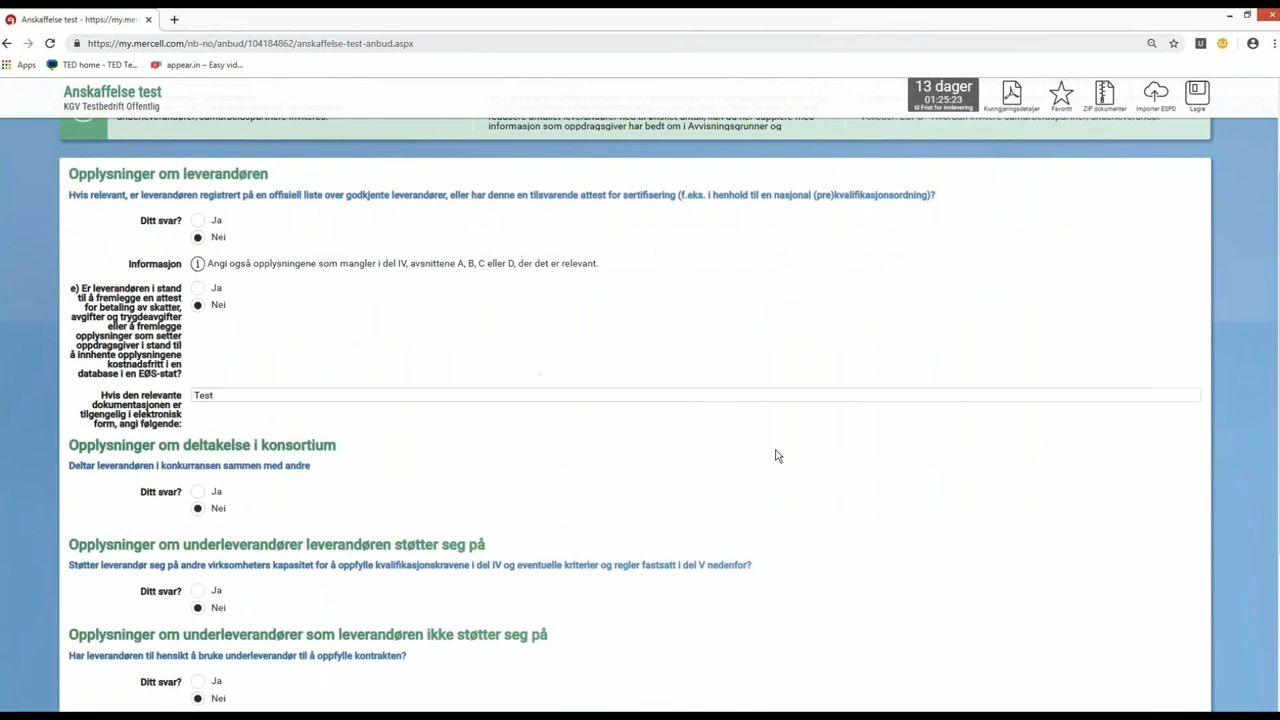 Anskaffelse test - https://my.mer
https://my.mercell.com/nb-no/anbud/104184862/anskaffelse-test-anbud.aspx
Apps TED home - TED Te... appear.in – Easy vid...
Anskaffelse test
KGV Testbedrift Offentlig
13 dager
01:25:23
til Frist for innlevering
Kunngjøringsdetaljer Favoritt ZIP dokumenter Importer ESPD Lagre
informasjon som oppdragsgiver har bedt om i Avvisningsgrunner og
Opplysninger om leverandøren
Hvis relevant, er leverandøren registrert på en offisiell liste over godkjente leverandører, eller har denne en tilsvarende attest for sertifisering (f.eks. i henhold til en nasjonal (pre)kvalifikasjonsordning)?
Ditt svar? Ja
Nei
Informasjon Angi også opplysningene som mangler i del IV, avsnittene A, B, C eller D, der det er relevant.
e) Er leverandøren i stand Ja
til å fremlegge en attest Nei
for betaling av skatter,
avgifter og trygdeavgifter
eller å fremlegge
opplysninger som setter
oppdragsgiver i stand til
å innhente opplysningene
kostnadsfritt i en
database i en EØS-stat?
Hvis den relevante Test
dokumentasjonen er
tilgengelig i elektronisk
form, angi følgende:
Opplysninger om deltakelse i konsortium
Deltar leverandøren i konkurransen sammen med andre
Ditt svar? Ja
Nei
Opplysninger om underleverandører leverandøren støtter seg på
Støtter leverandør seg på andre virksomheters kapasitet for å oppfylle kvalifikasjonskravene i del IV og eventuelle kriterier og regler fastsatt i del V nedenfor?
Ditt svar? Ja
Nei
Opplysninger om underleverandører som leverandøren ikke støtter seg på
Har leverandøren til hensikt å bruke underleverandør til å oppfylle kontrakten?
Ditt svar? Ja
Nei